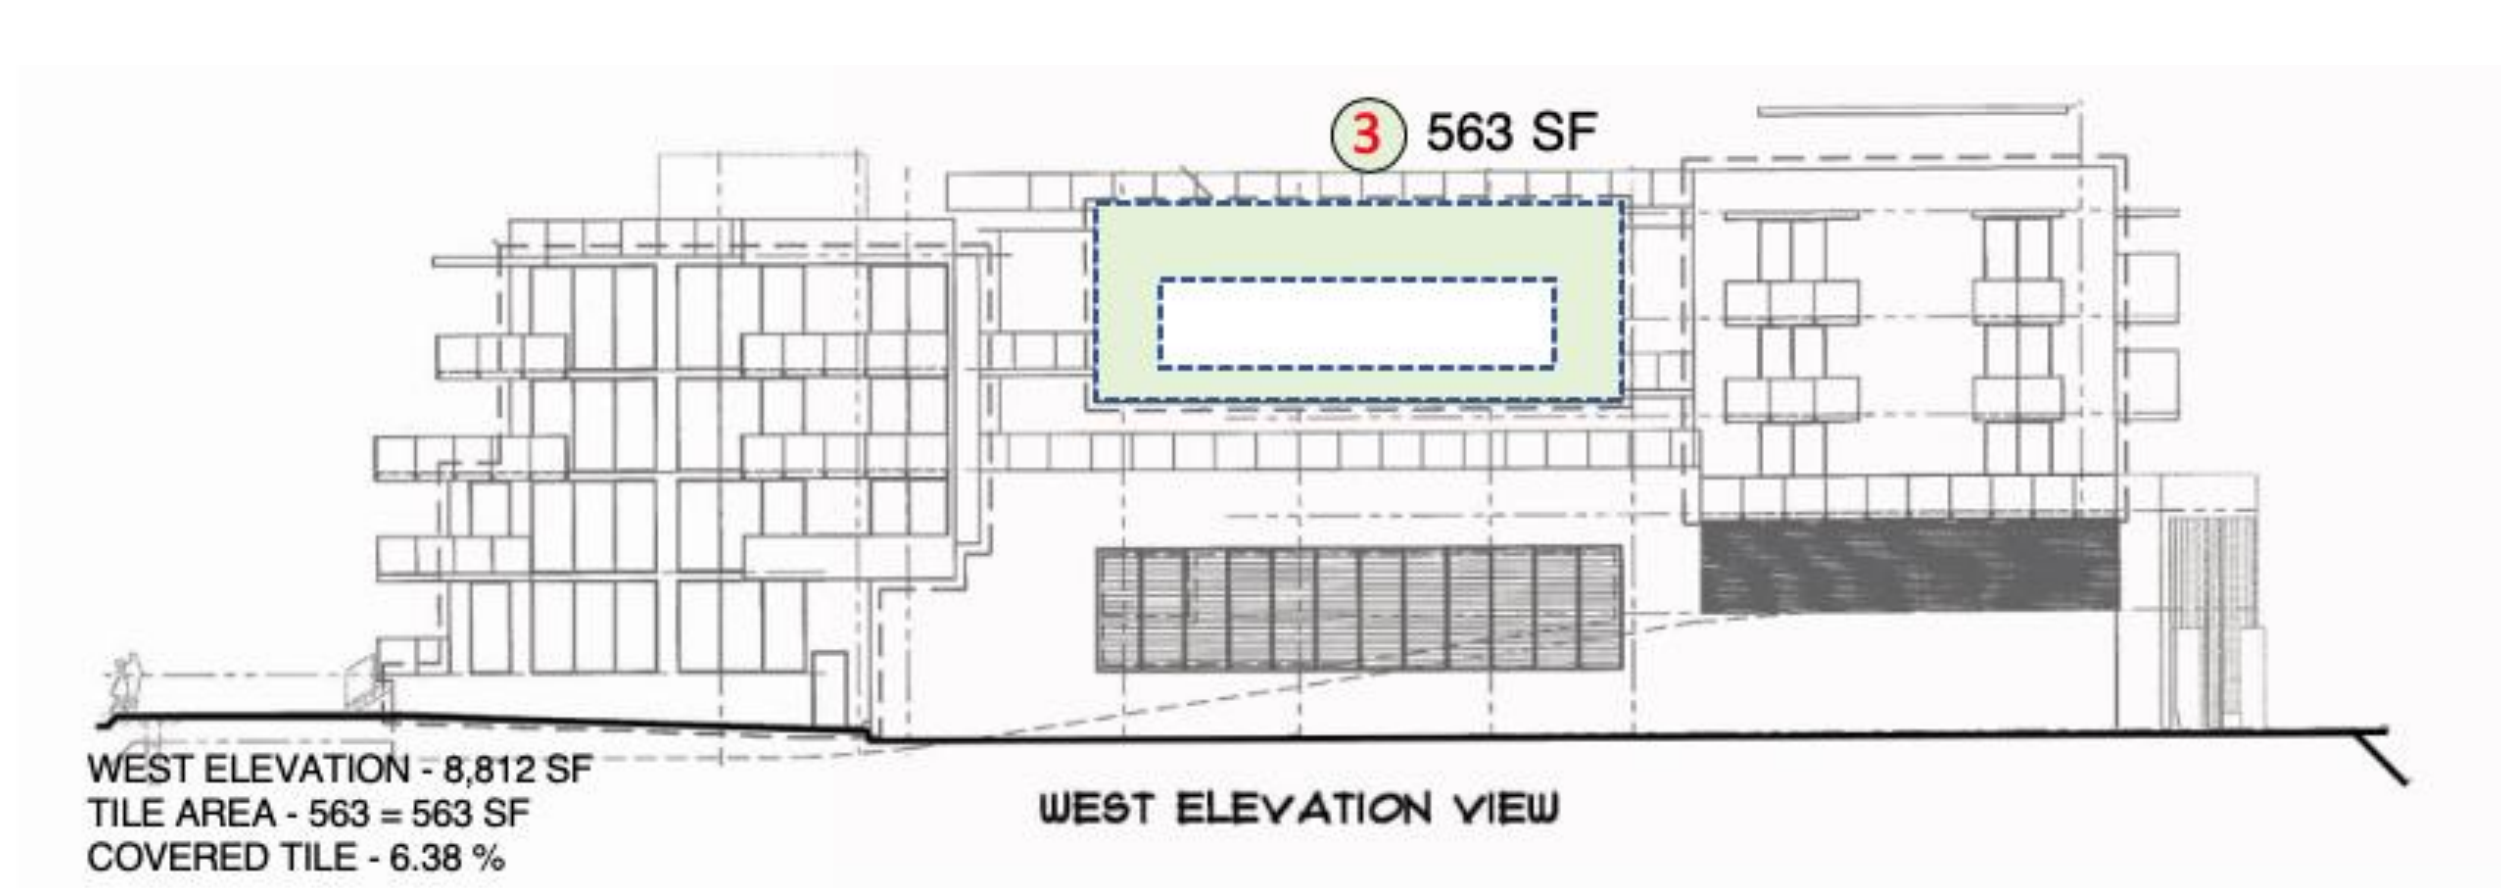 3 563 SF
WEST ELEVATION - 8,812 SF
TILE AREA - 563 = 563 SF
COVERED TILE - 6.38 %
WEST ELEVATION VIEW